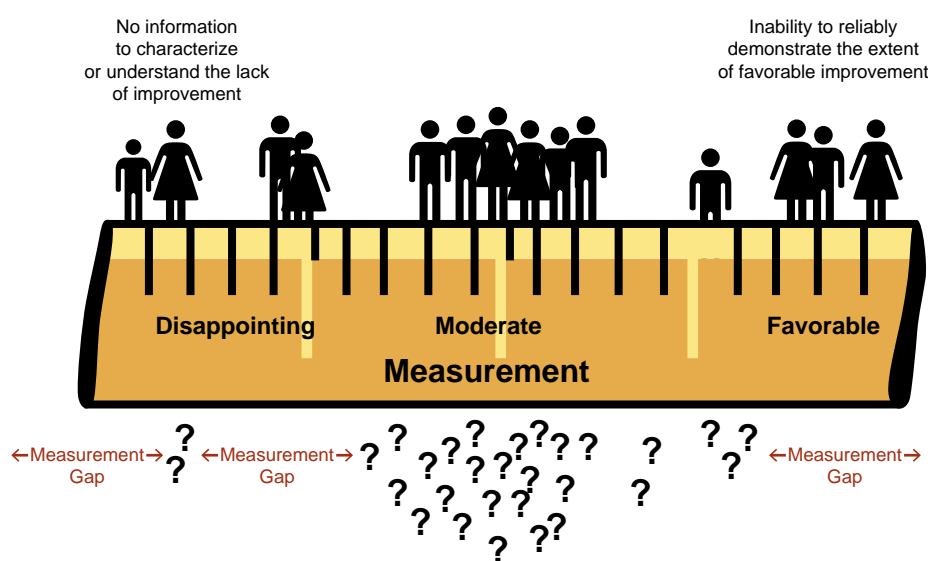 No information
to characterize
or understand the lack
of improvement
Inability to reliably
demonstrate the extent
of favorable improvement
Disappointing
Moderate
Favorable
Measurement
? ? ? ? ? ? ? ? ? ? ? ? ? ? ? ? ? ? ? ? ? ? ? ? ? ? ? ? ? ?
←Measurement→
Gap
←Measurement→
Gap
←Measurement→
Gap